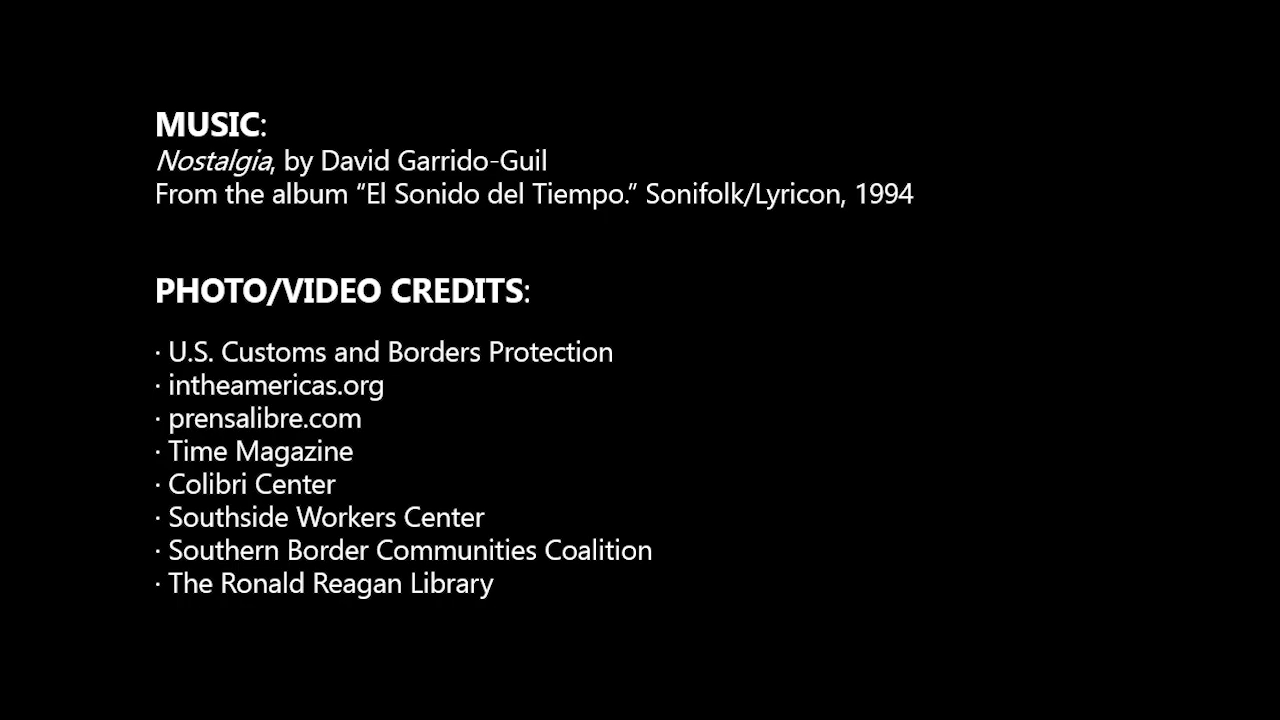 MUSIC:
Nostalgia, by David Garrido-Guil
From the album “El Sonido del Tiempo.” Sonifolk/Lyricon, 1994
PHOTO/VIDEO CREDITS:
· U.S. Customs and Borders Protection
· intheamericas.org
· prensalibre.com
· Time Magazine
· Colibri Center
· Southside Workers Center
· Southern Border Communities Coalition
· The Ronald Reagan Library